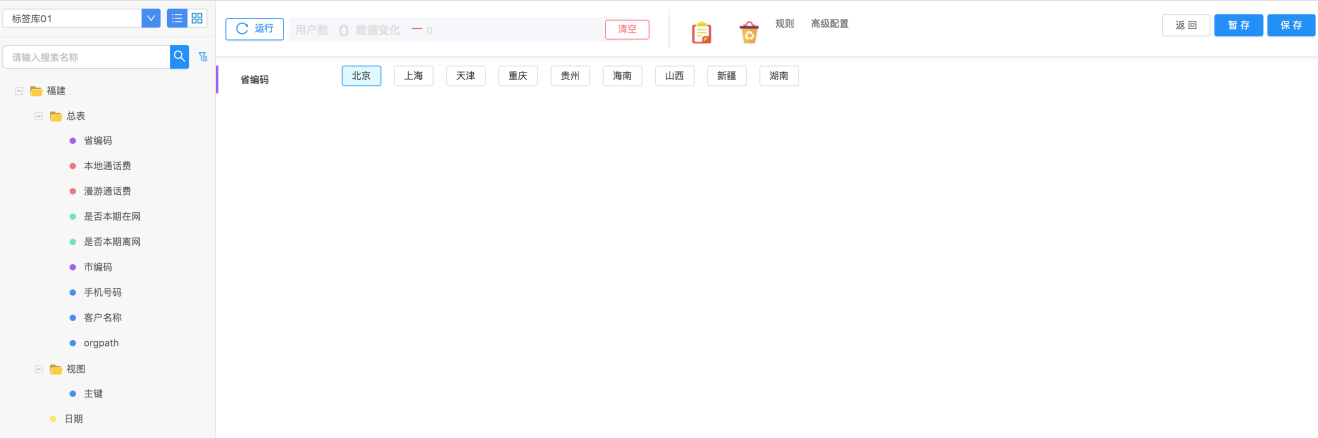 标签库01
请输入搜索名称
福建
总表
省编码
本地通话费
漫游通话费
是否本期在网
是否本期离网
市编码
手机号码
客户名称
orgpath
视图
主键
日期
运行 用户数 0 数据变化 一 0 清空 规则 高级配置 返回 暂存 保存
省编码 北京 上海 天津 重庆 贵州 海南 山西 新疆 湖南